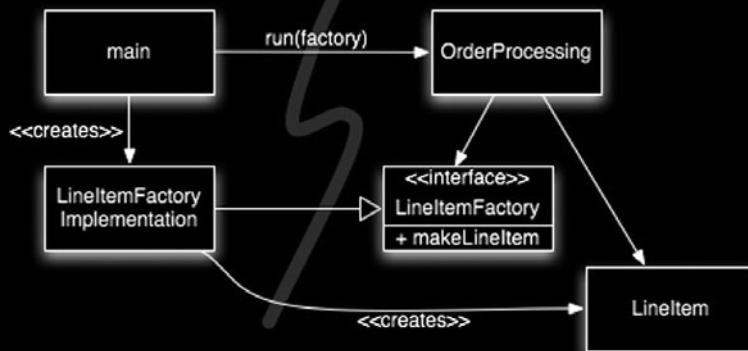 main
run(factory)
OrderProcessing
<<creates>>
LineItemFactory
Implementation
<<interface>>
LineItemFactory
+ makeLineItem
<<creates>>
LineItem